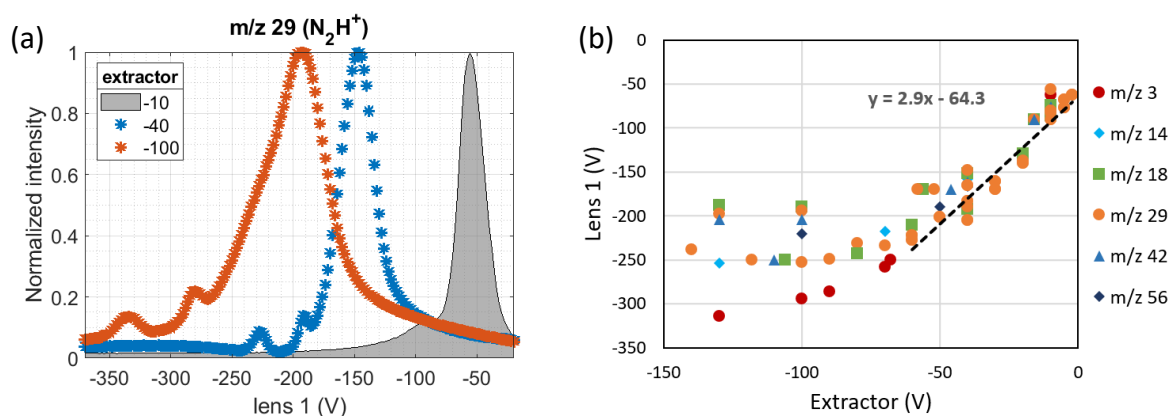 (a)
m/z 29 (N₂H⁺)
extractor
-10
-40
-100
Normalized intensity
1
0.8
0.6
0.4
0.2
0
-350 -300 -250 -200 -150 -100 -50
lens 1 (V)
(b)
y = 2.9x - 64.3
Lens 1 (V)
0
-50
-100
-150
-200
-250
-300
-350
-150 -100 -50 0
Extractor (V)
m/z 3
m/z 14
m/z 18
m/z 29
m/z 42
m/z 56